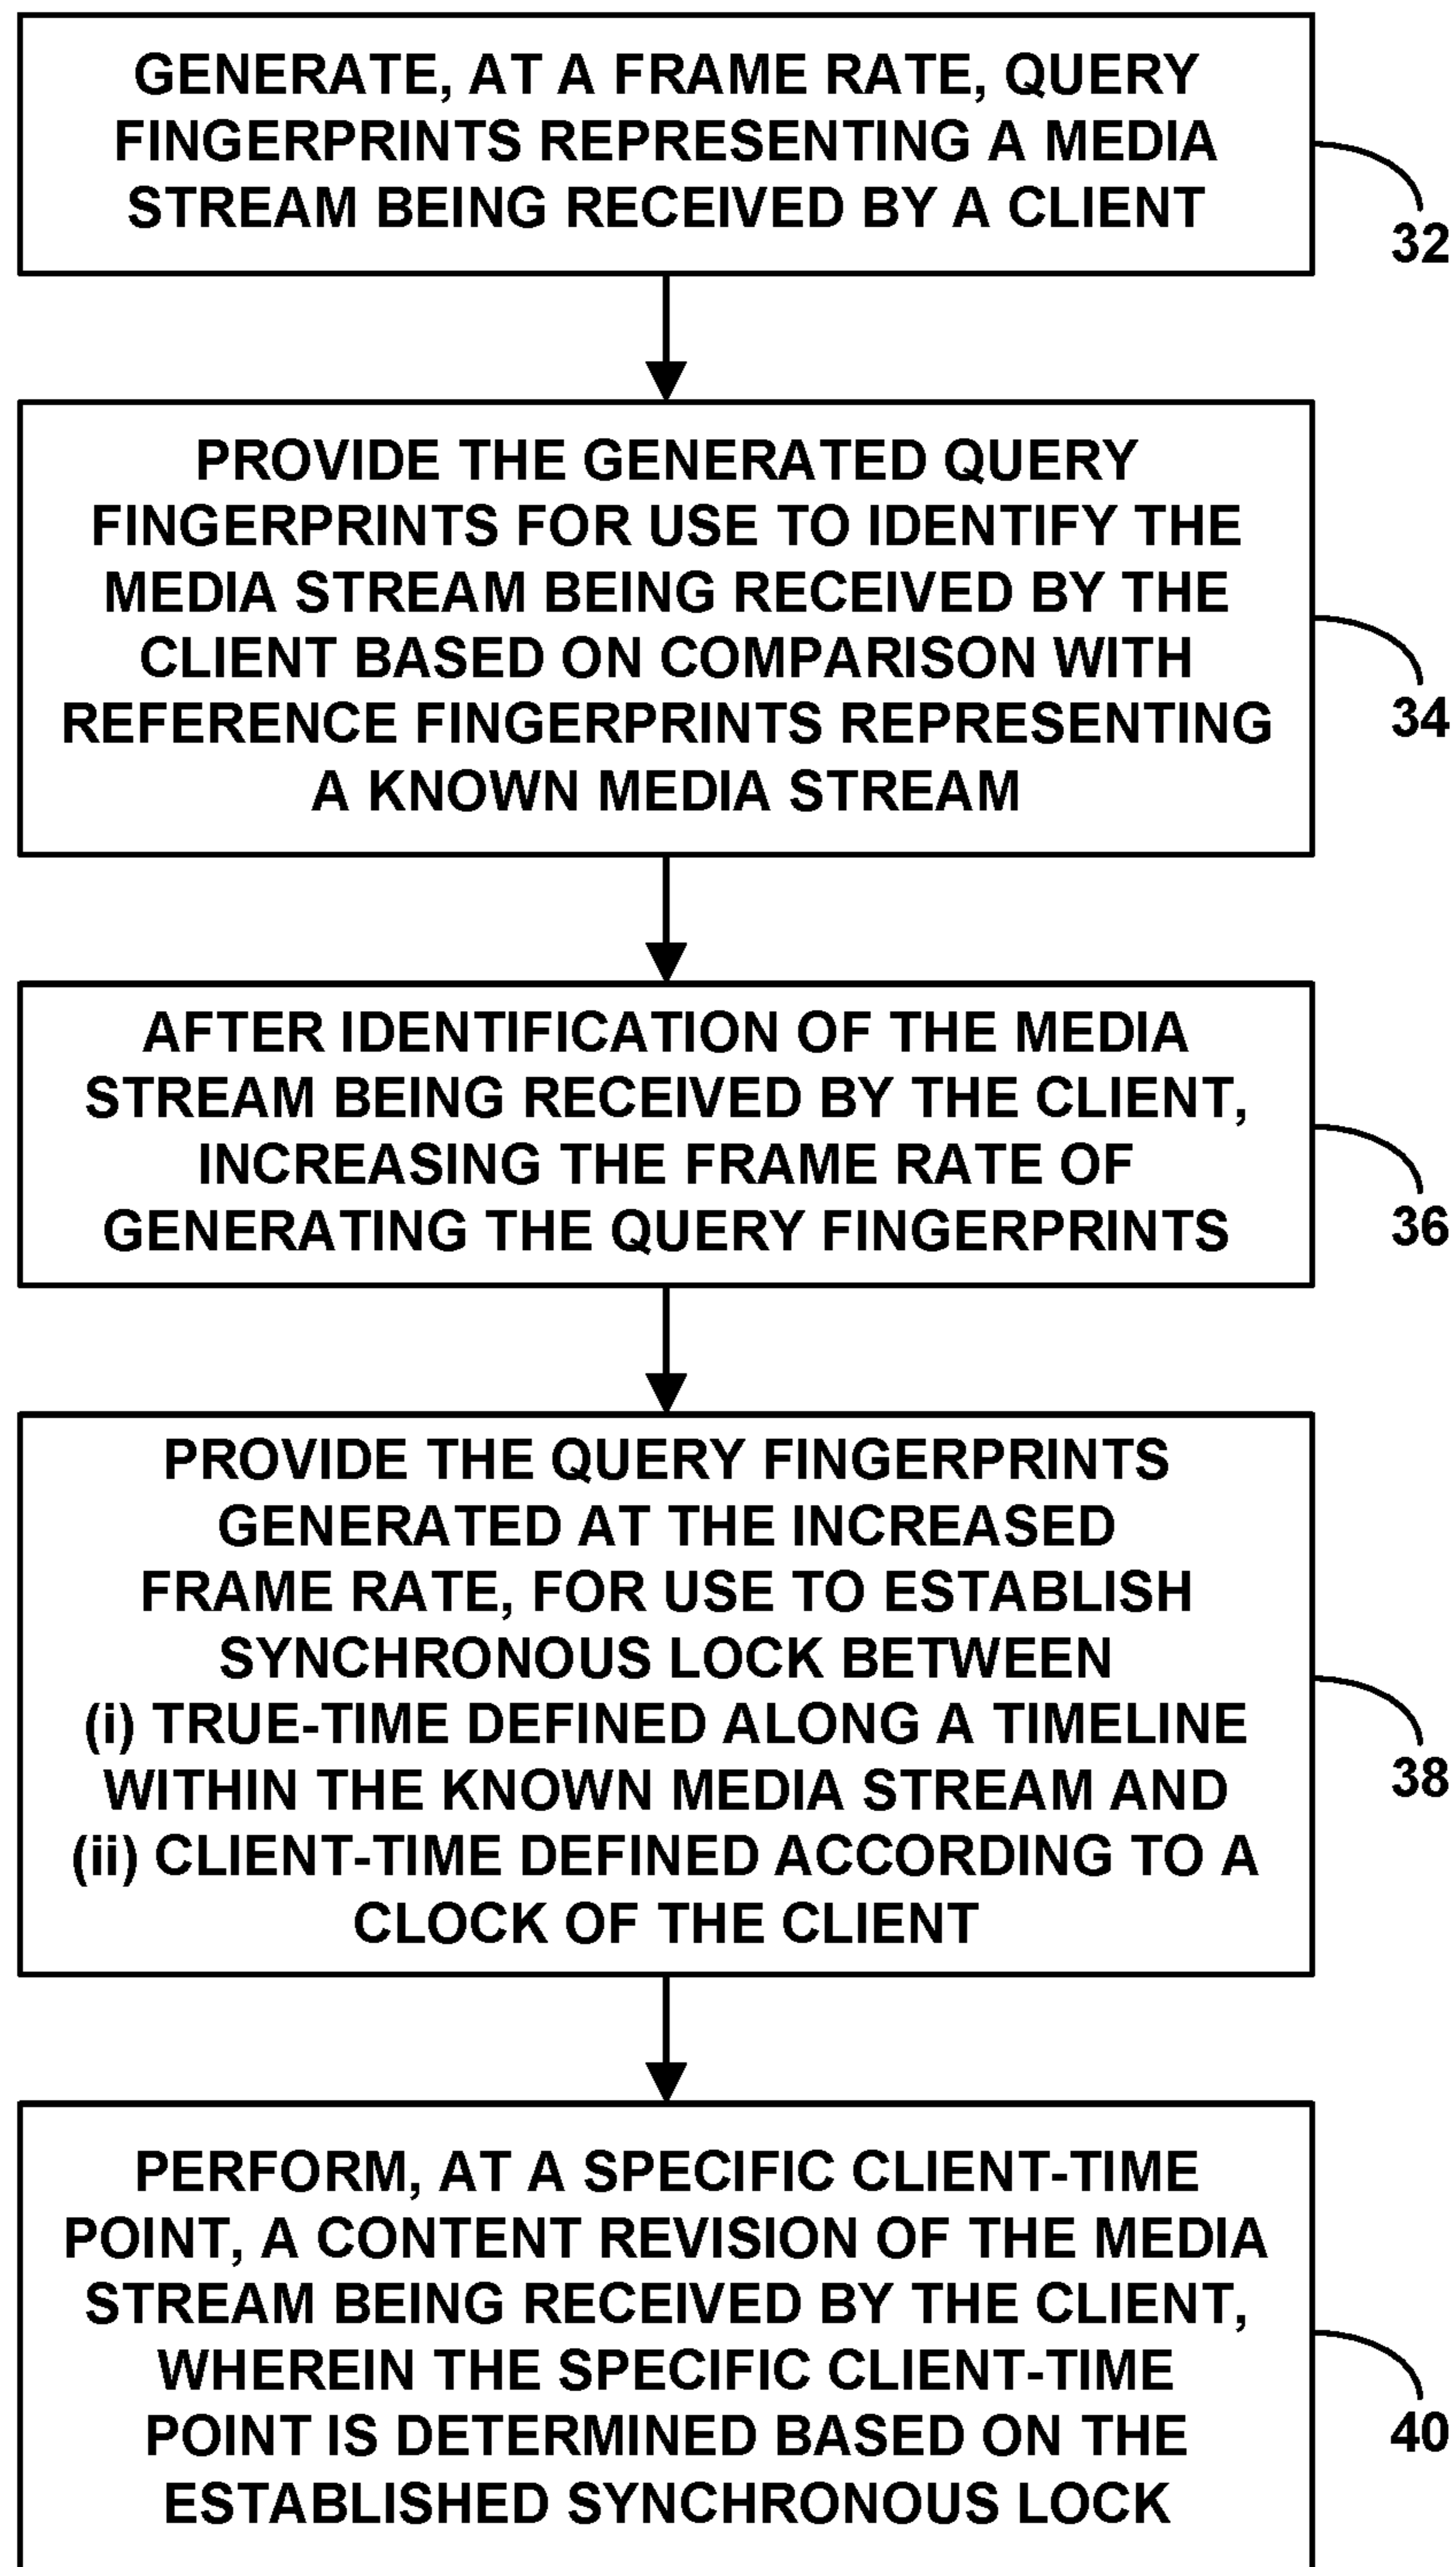 GENERATE, AT A FRAME RATE, QUERY
FINGERPRINTS REPRESENTING A MEDIA
STREAM BEING RECEIVED BY A CLIENT
32
PROVIDE THE GENERATED QUERY
FINGERPRINTS FOR USE TO IDENTIFY THE
MEDIA STREAM BEING RECEIVED BY THE
CLIENT BASED ON COMPARISON WITH
REFERENCE FINGERPRINTS REPRESENTING
A KNOWN MEDIA STREAM
34
AFTER IDENTIFICATION OF THE MEDIA
STREAM BEING RECEIVED BY THE CLIENT,
INCREASING THE FRAME RATE OF
GENERATING THE QUERY FINGERPRINTS
36
PROVIDE THE QUERY FINGERPRINTS
GENERATED AT THE INCREASED
FRAME RATE, FOR USE TO ESTABLISH
SYNCHRONOUS LOCK BETWEEN
(i) TRUE-TIME DEFINED ALONG A TIMELINE
WITHIN THE KNOWN MEDIA STREAM AND
(ii) CLIENT-TIME DEFINED ACCORDING TO A
CLOCK OF THE CLIENT
38
PERFORM, AT A SPECIFIC CLIENT-TIME
POINT, A CONTENT REVISION OF THE MEDIA
STREAM BEING RECEIVED BY THE CLIENT,
WHEREIN THE SPECIFIC CLIENT-TIME
POINT IS DETERMINED BASED ON THE
ESTABLISHED SYNCHRONOUS LOCK
40